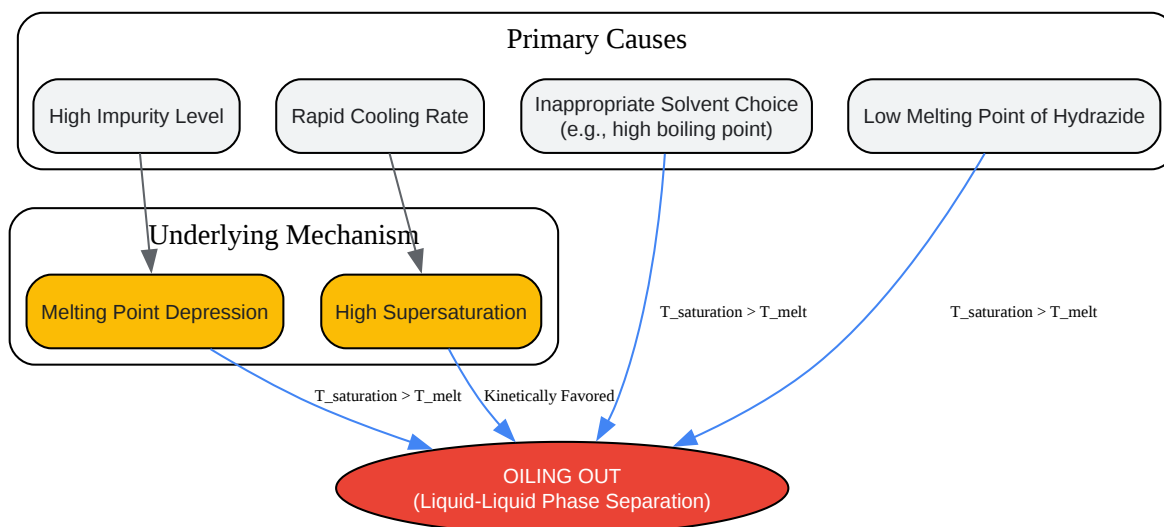 Primary Causes
High Impurity Level
Rapid Cooling Rate
Inappropriate Solvent Choice
(e.g., high boiling point)
Low Melting Point of Hydrazide
Underlying Mechanism
Melting Point Depression
High Supersaturation
T_saturation > T_melt
T_saturation > T_melt
T_saturation > T_melt
Kinetically Favored
OILING OUT
(Liquid-Liquid Phase Separation)